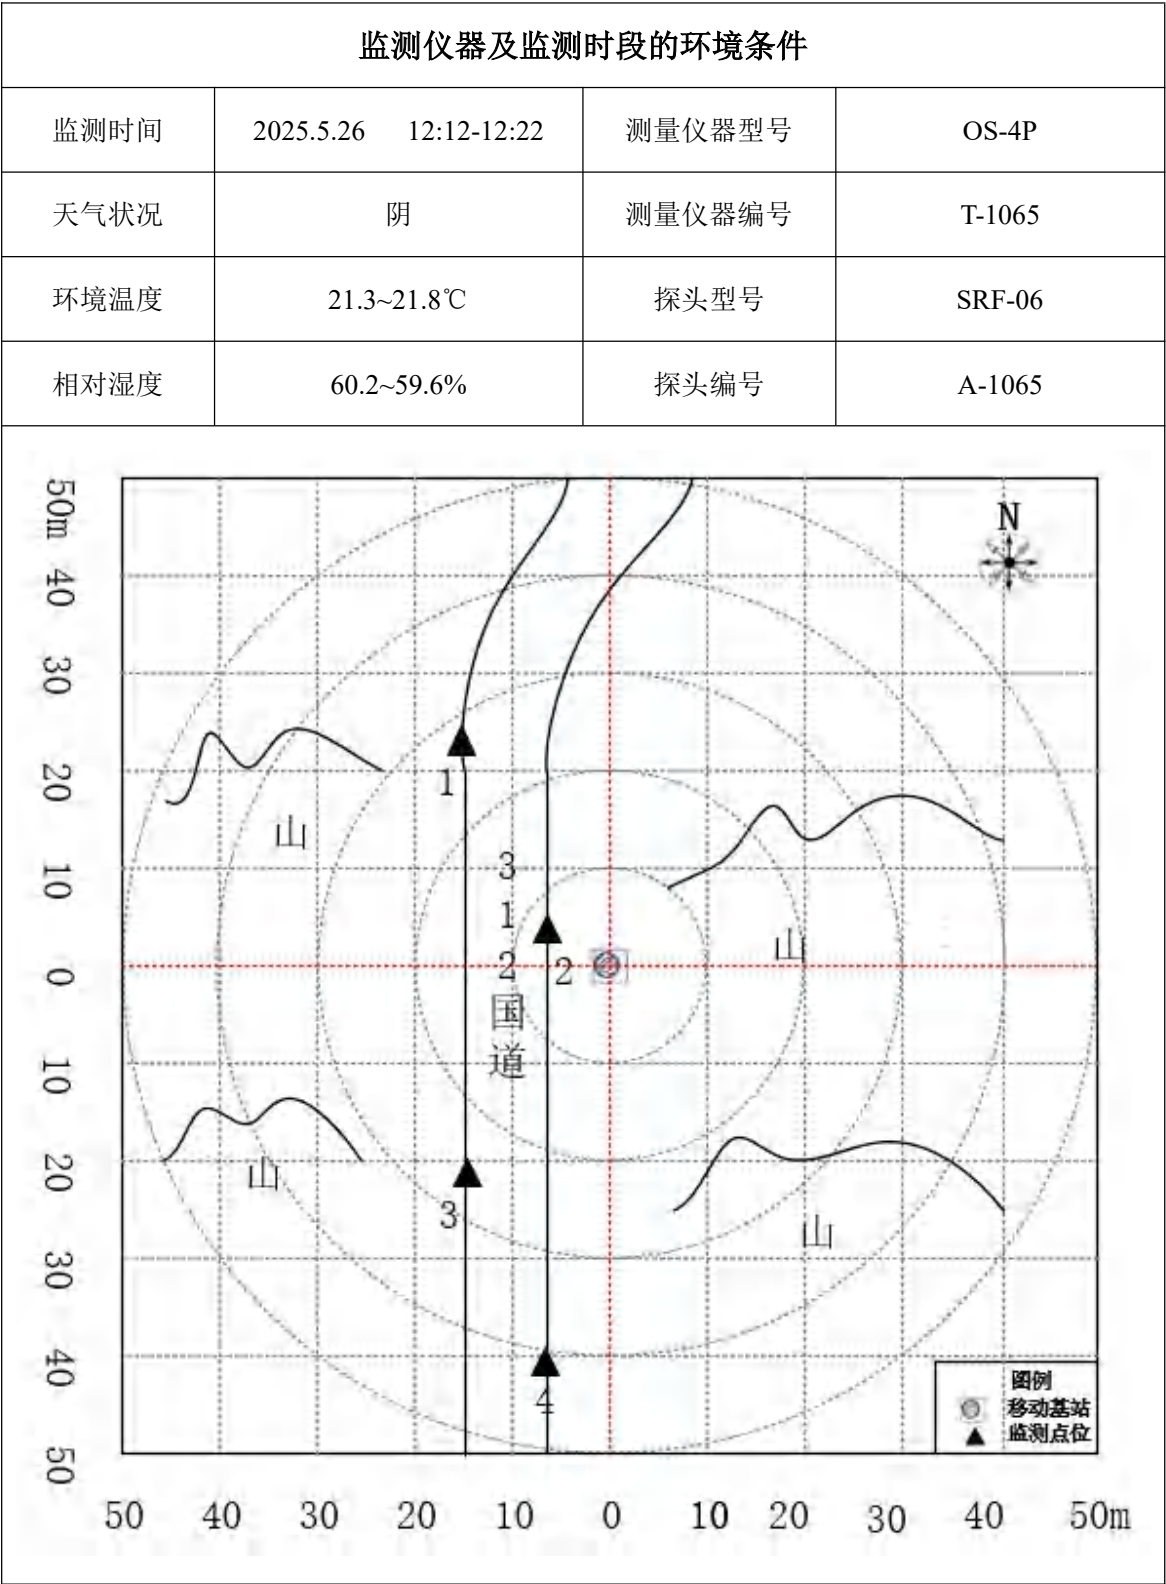 监测仪器及监测时段的环境条件
监测时间 2025.5.26 12:12-12:22 测量仪器型号 OS-4P
天气状况 阴 测量仪器编号 T-1065
环境温度 21.3~21.8℃ 探头型号 SRF-06
相对湿度 60.2~59.6% 探头编号 A-1065
50m
40
30
20
10
0
10
20
30
40
50
N
1
山
312国道
2
山
山
3
山
4
图例
移动基站
监测点位
50 40 30 20 10 0 10 20 30 40 50m